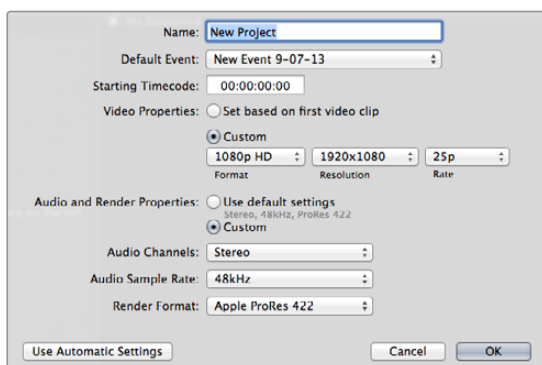 Name: New Project
Default Event: New Event 9-07-13
Starting Timecode: 00:00:00:00
Video Properties: Set based on first video clip
Custom
1080p HD 1920x1080 25p
Format Resolution Rate
Audio and Render Properties: Use default settings
Stereo, 48kHz, ProRes 422
Custom
Audio Channels: Stereo
Audio Sample Rate: 48kHz
Render Format: Apple ProRes 422
Use Automatic Settings Cancel OK